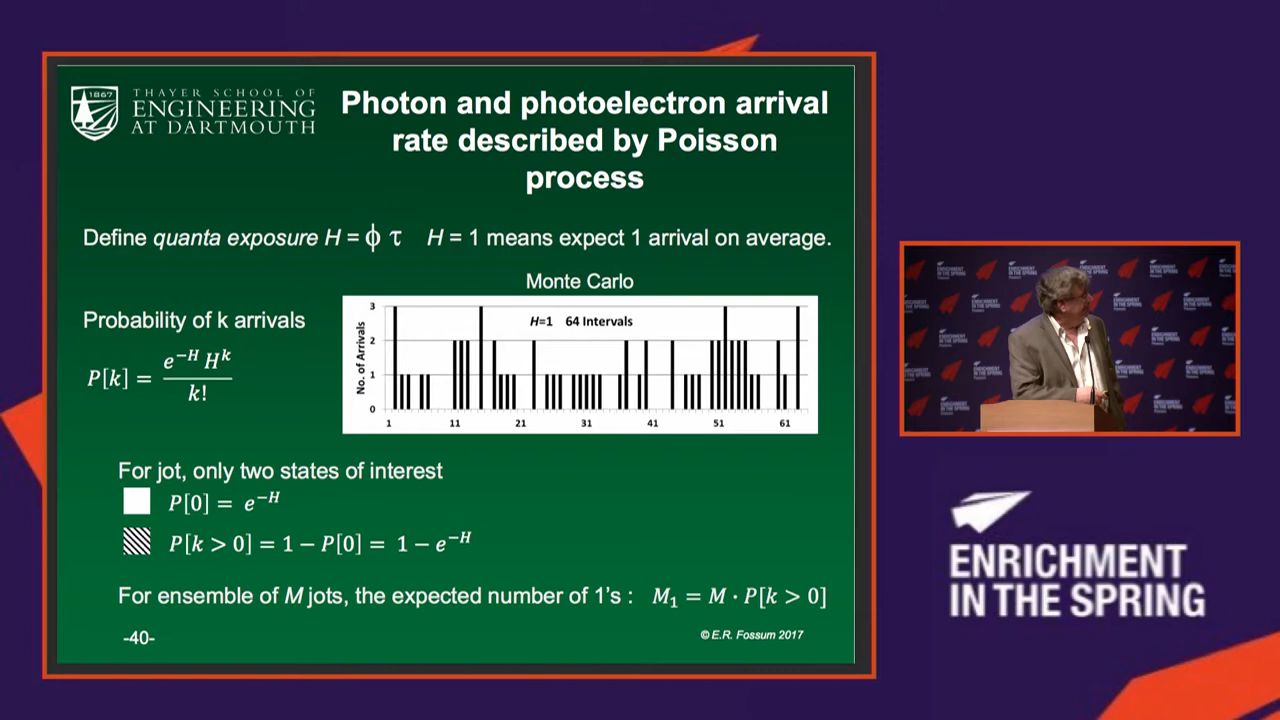 1867
THAYER SCHOOL OF
ENGINEERING
AT DARTMOUTH
Photon and photoelectron arrival
rate described by Poisson
process
Define quanta exposure H = ϕ τ H = 1 means expect 1 arrival on average.
Monte Carlo
Probability of k arrivals
P[k] = e^{−H} H^k / k!
No. of Arrivals
3
2
1
0
H=1 64 Intervals
1 11 21 31 41 51 61
For jot, only two states of interest
P[0] = e^{−H}
P[k > 0] = 1 − P[0] = 1 − e^{−H}
For ensemble of M jots, the expected number of 1’s : M₁ = M · P[k > 0]
-40-
© E.R. Fossum 2017
ENRICHMENT
IN THE SPRING
ENRICHMENT
IN THE SPRING